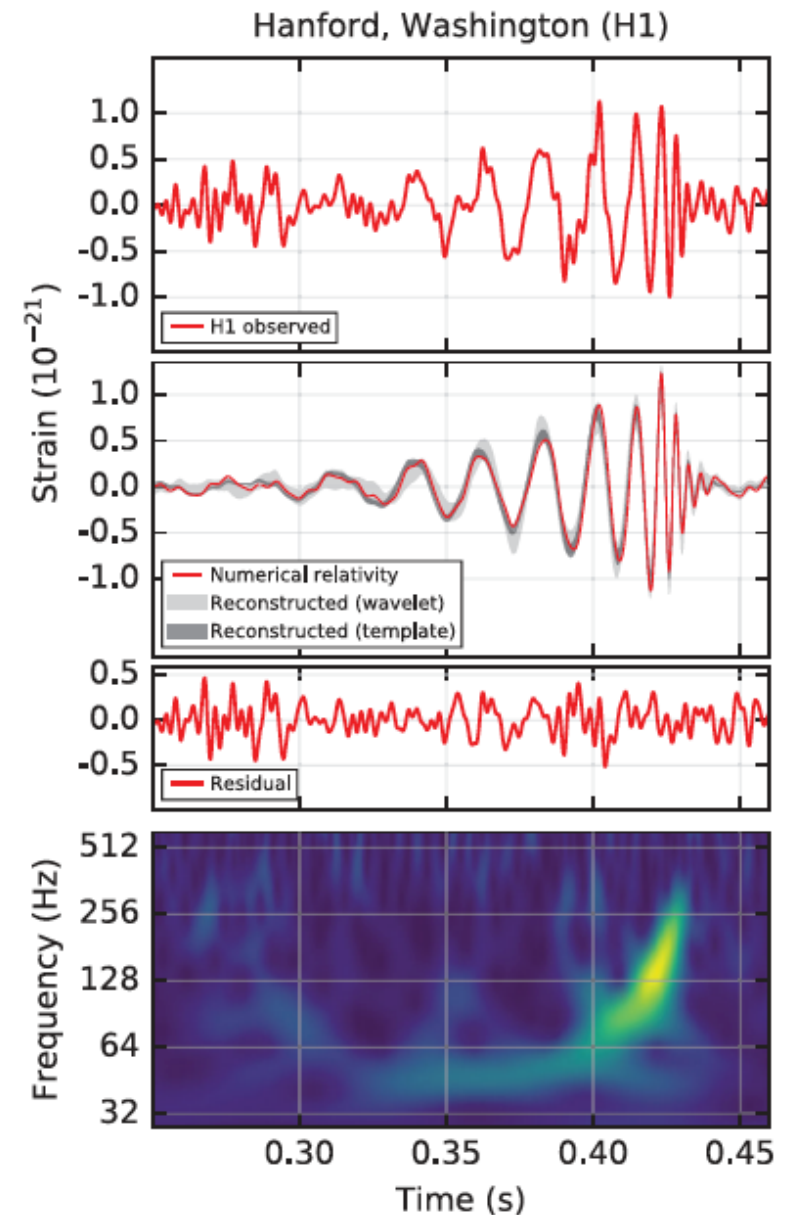 Hanford, Washington (H1)
1.0
0.5
0.0
-0.5
-1.0
H1 observed
Strain (10⁻²¹)
1.0
0.5
0.0
-0.5
-1.0
Numerical relativity
Reconstructed (wavelet)
Reconstructed (template)
0.5
0.0
-0.5
Residual
Frequency (Hz)
512
256
128
64
32
0.30 0.35 0.40 0.45
Time (s)